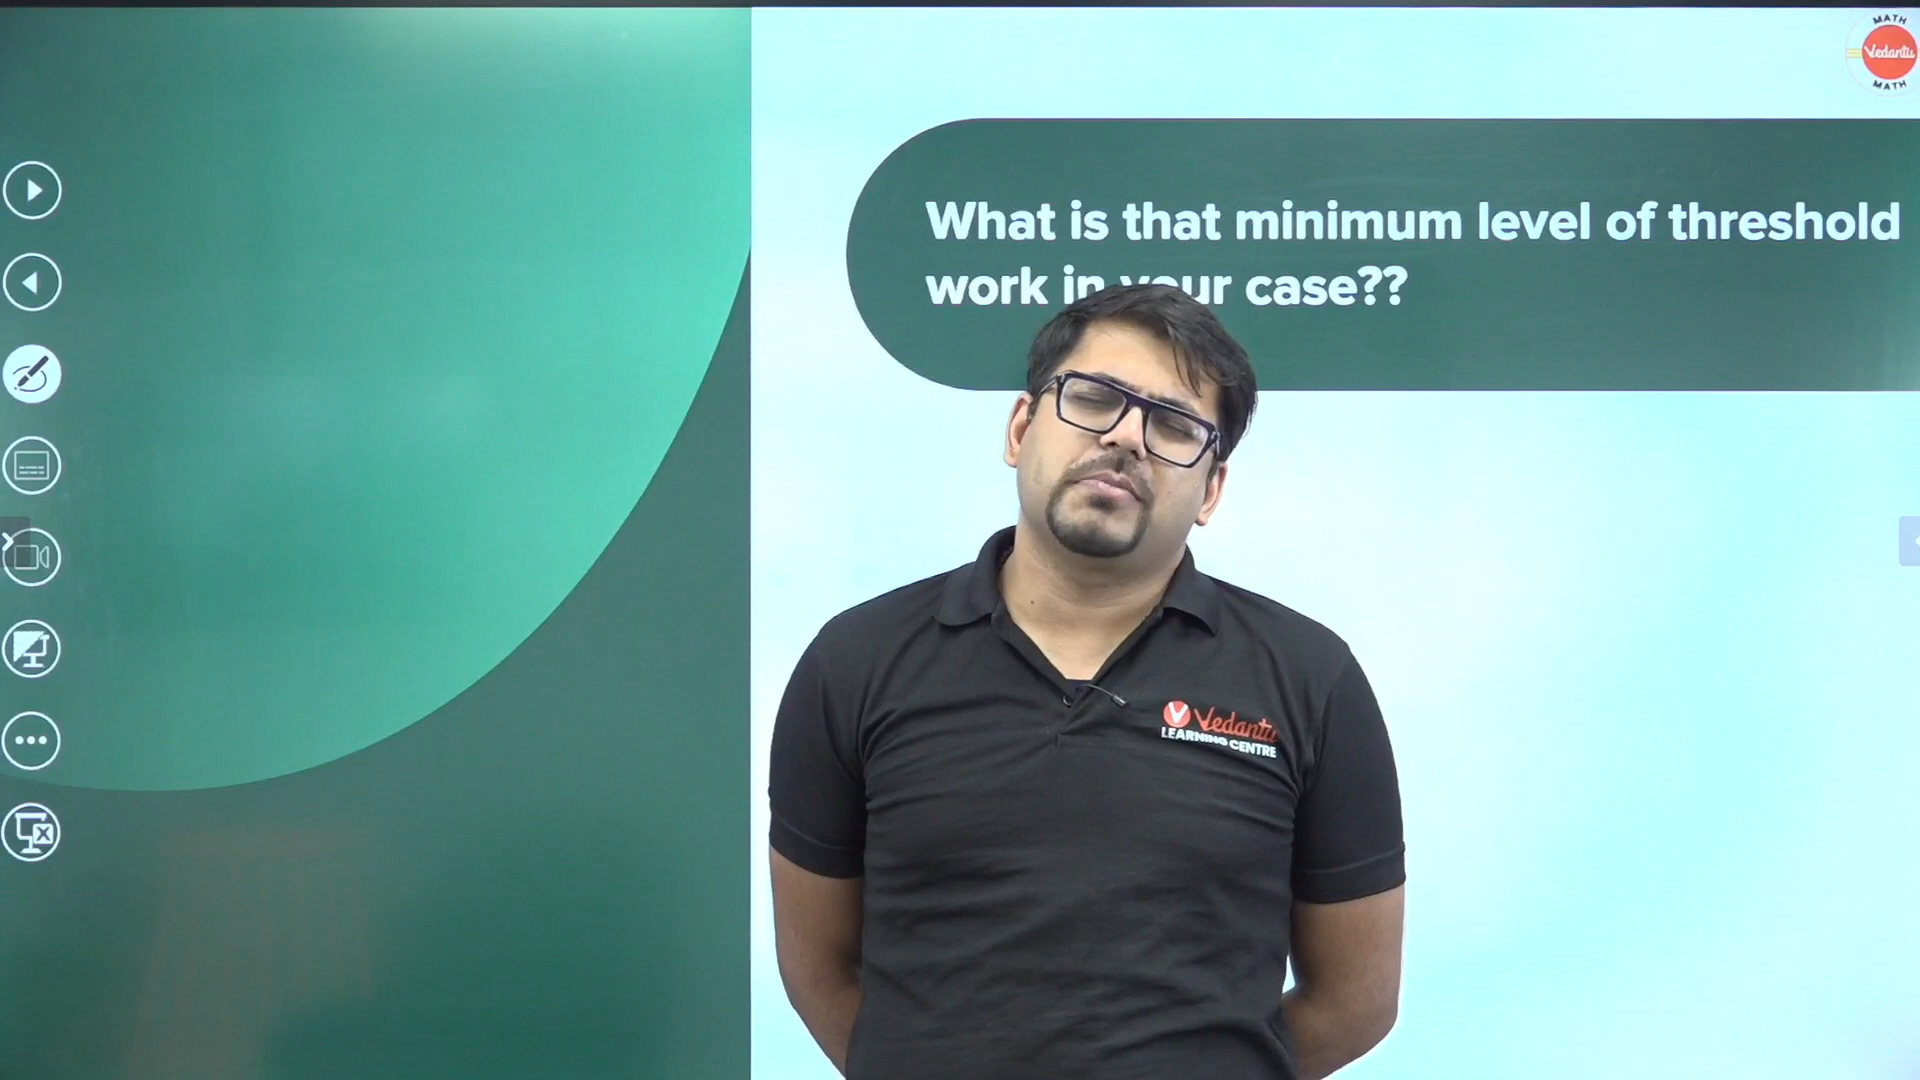 MATH
Vedantu
MATH
What is that minimum level of threshold
work in your case??
V Vedantu
LEARNING CENTRE